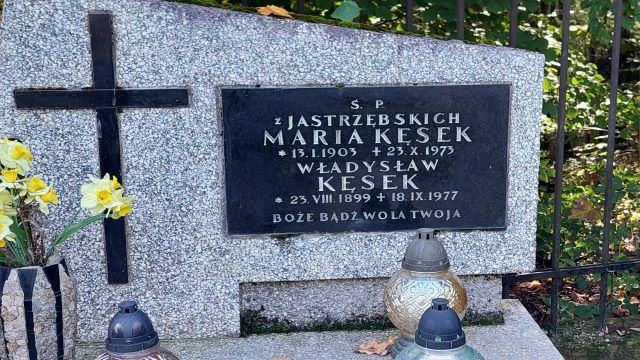 Ś. P.
z JASTRZĘBSKICH
MARIA KĘSEK
* 13.I.1903 + 23.X.1973
WŁADYSŁAW
KĘSEK
* 23.VIII.1899 + 18.IX.1977
BOŻE BĄDŹ WOLA TWOJA